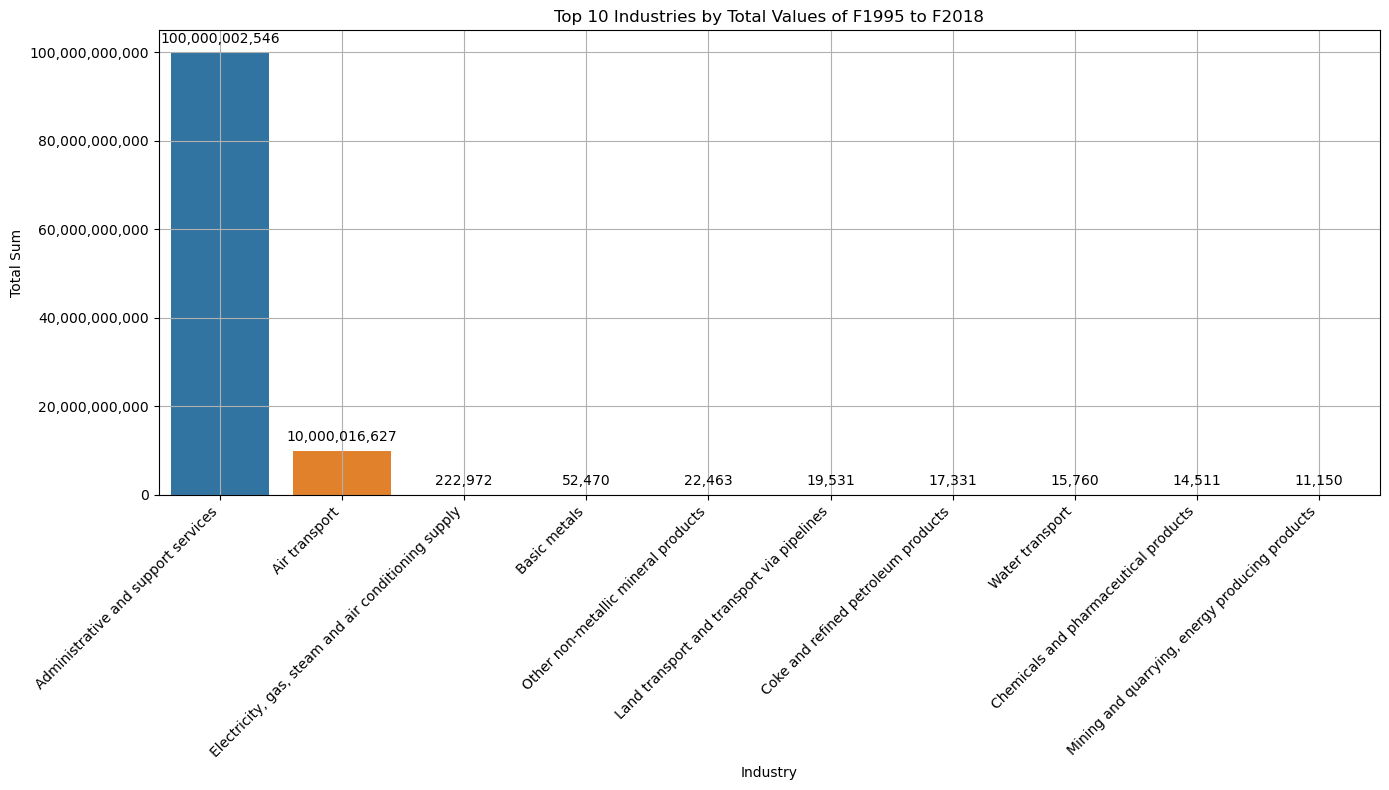 Top 10 Industries by Total Values of F1995 to F2018
Total Sum
100,000,000,000
80,000,000,000
60,000,000,000
40,000,000,000
20,000,000,000
0
100,000,002,546
10,000,016,627
222,972
52,470
22,463
19,531
17,331
15,760
14,511
11,150
Administrative and support services
Air transport
Electricity, gas, steam and air conditioning supply
Basic metals
Other non-metallic mineral products
Land transport and transport via pipelines
Coke and refined petroleum products
Water transport
Chemicals and pharmaceutical products
Mining and quarrying, energy producing products
Industry